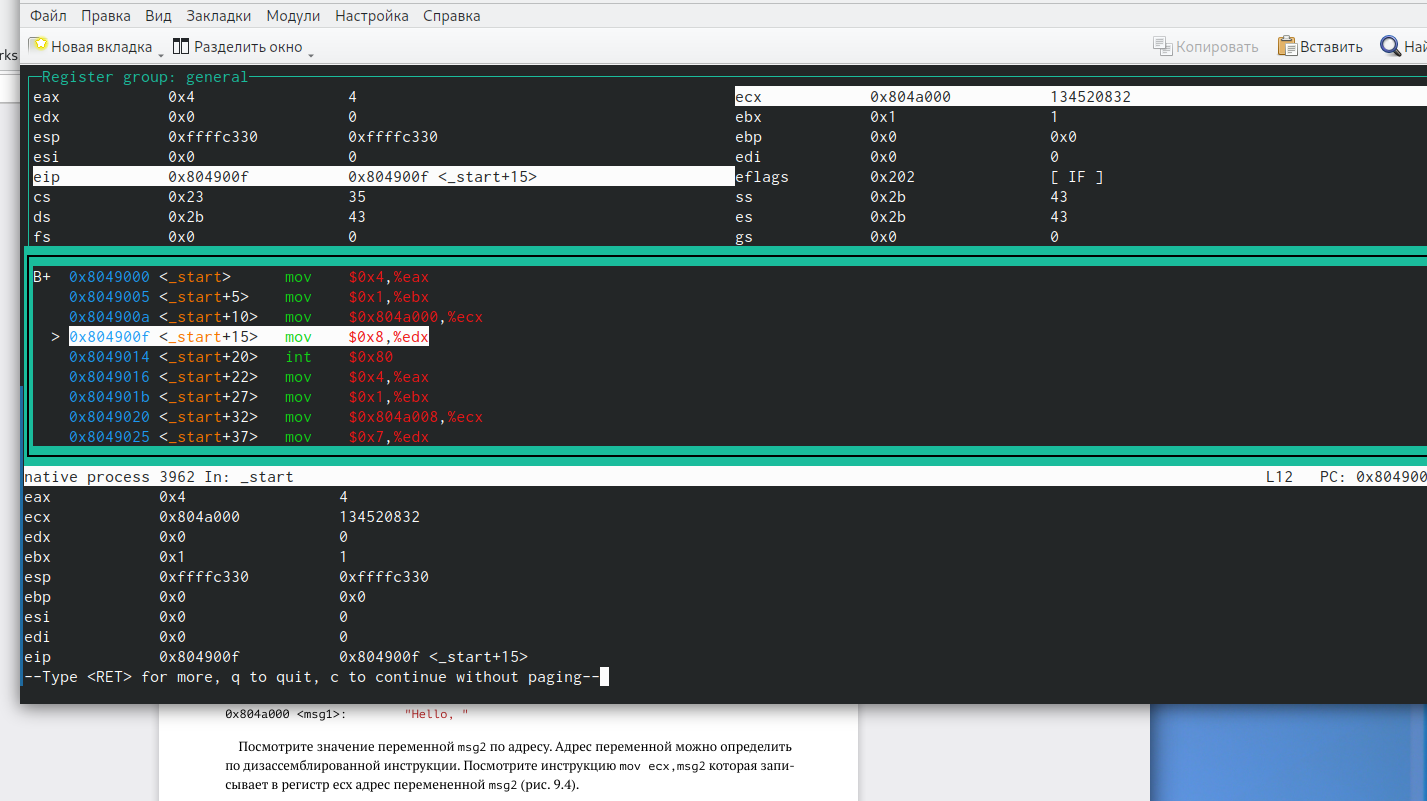 Файл Правка Вид Закладки Модули Настройка Справка
rks
Новая вкладка Разделить окно Копировать Вставить Най
Register group: general
eax 0x4 4 ecx 0x804a000 134520832
edx 0x0 0 ebx 0x1 1
esp 0xffffc330 0xffffc330 ebp 0x0 0x0
esi 0x0 0 edi 0x0 0
eip 0x804900f 0x804900f <_start+15> eflags 0x202 [ IF ]
cs 0x23 35 ss 0x2b 43
ds 0x2b 43 es 0x2b 43
fs 0x0 0 gs 0x0 0
B+ 0x8049000 <_start> mov $0x4,%eax
0x8049005 <_start+5> mov $0x1,%ebx
0x804900a <_start+10> mov $0x804a000,%ecx
> 0x804900f <_start+15> mov $0x8,%edx
0x8049014 <_start+20> int $0x80
0x8049016 <_start+22> mov $0x4,%eax
0x804901b <_start+27> mov $0x1,%ebx
0x8049020 <_start+32> mov $0x804a008,%ecx
0x8049025 <_start+37> mov $0x7,%edx
native process 3962 In: _start L12 PC: 0x804900
eax 0x4 4
ecx 0x804a000 134520832
edx 0x0 0
ebx 0x1 1
esp 0xffffc330 0xffffc330
ebp 0x0 0x0
esi 0x0 0
edi 0x0 0
eip 0x804900f 0x804900f <_start+15>
--Type <RET> for more, q to quit, c to continue without paging--
0x804a000 <msg1>: "Hello, "
Посмотрите значение переменной msg2 по адресу. Адрес переменной можно определить
по дизассемблированной инструкции. Посмотрите инструкцию mov ecx,msg2 которая запи-
сывает в регистр ecx адрес перемененной msg2 (рис. 9.4).